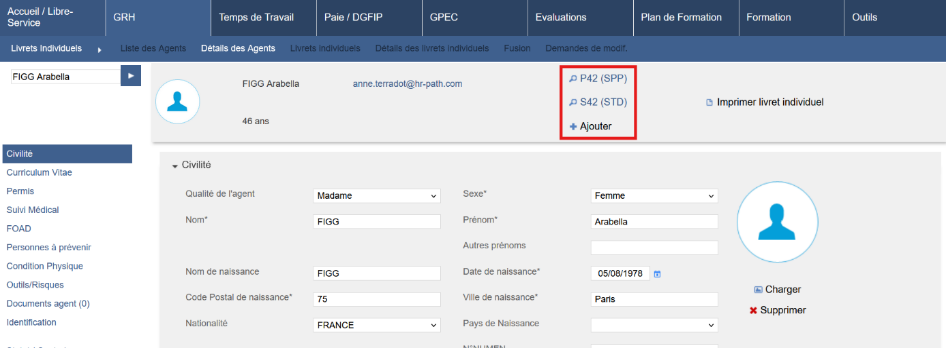 Accueil / Libre-Service GRH Temps de Travail Paie / DGFIP GPEC Evaluations Plan de Formation Formation Outils
Livrets Individuels Liste des Agents Détails des Agents Livrets Individuels Détails des livrets individuels Fusion Demandes de modif.
FIGG Arabella
FIGG Arabella anne.terradot@hr-path.com
46 ans
P42 (SPP)
S42 (STD)
Ajouter
Imprimer livret individuel
Civilité
Curriculum Vitae
Permis
Suivi Médical
FOAD
Personnes à prévenir
Condition Physique
Outils/Risques
Documents agent (0)
Identification
Civilité
Qualité de l'agent Madame Sexe* Femme
Nom* FIGG Prénom* Arabella
Autres prénoms
Nom de naissance FIGG Date de naissance* 05/08/1978
Code Postal de naissance* 75 Ville de naissance* Paris
Nationalité FRANCE Pays de Naissance
Charger
Supprimer